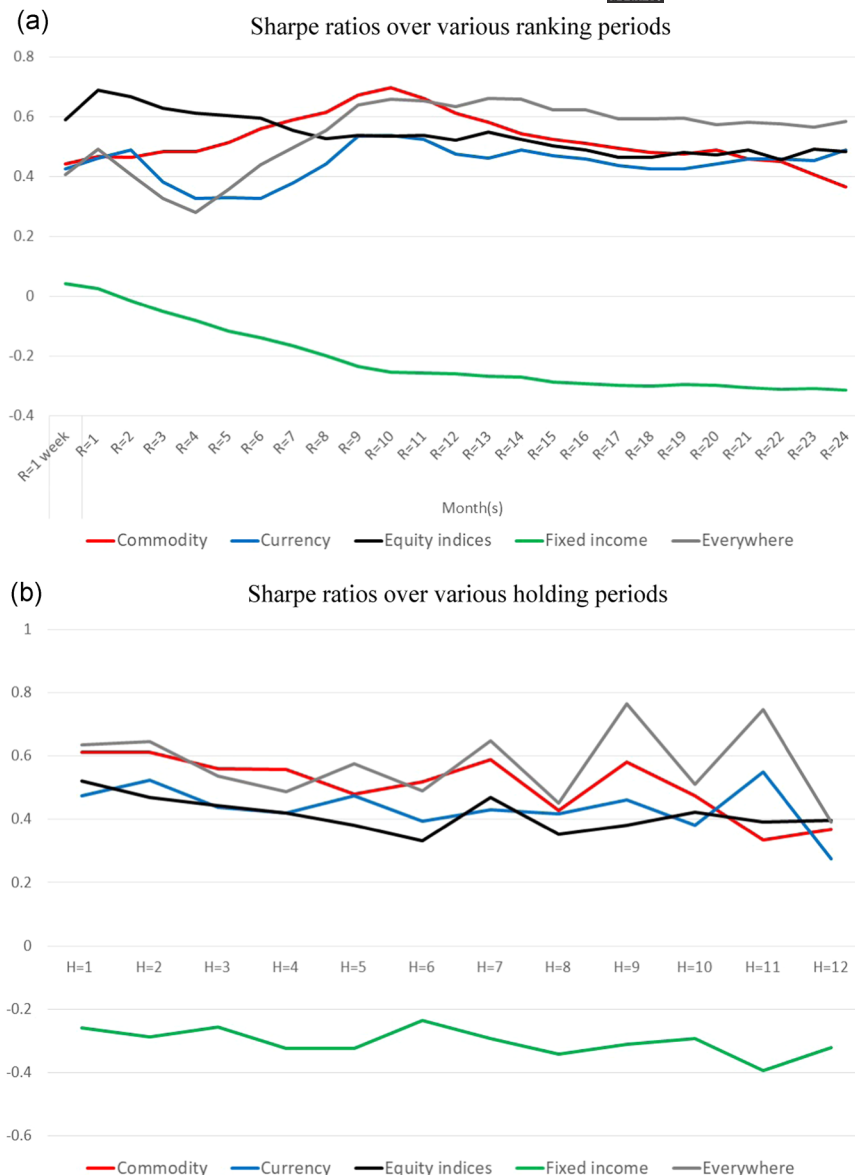 (a)
Sharpe ratios over various ranking periods
0.8
0.6
0.4
0.2
0
-0.2
-0.4
R=1 week R=1 R=2 R=3 R=4 R=5 R=6 R=7 R=8 R=9 R=10 R=11 R=12 R=13 R=14 R=15 R=16 R=17 R=18 R=19 R=20 R=21 R=22 R=23 R=24
Month(s)
Commodity Currency Equity indices Fixed income Everywhere
(b)
Sharpe ratios over various holding periods
1
0.8
0.6
0.4
0.2
0
H=1 H=2 H=3 H=4 H=5 H=6 H=7 H=8 H=9 H=10 H=11 H=12
-0.2
-0.4
-0.6
Commodity Currency Equity indices Fixed income Everywhere